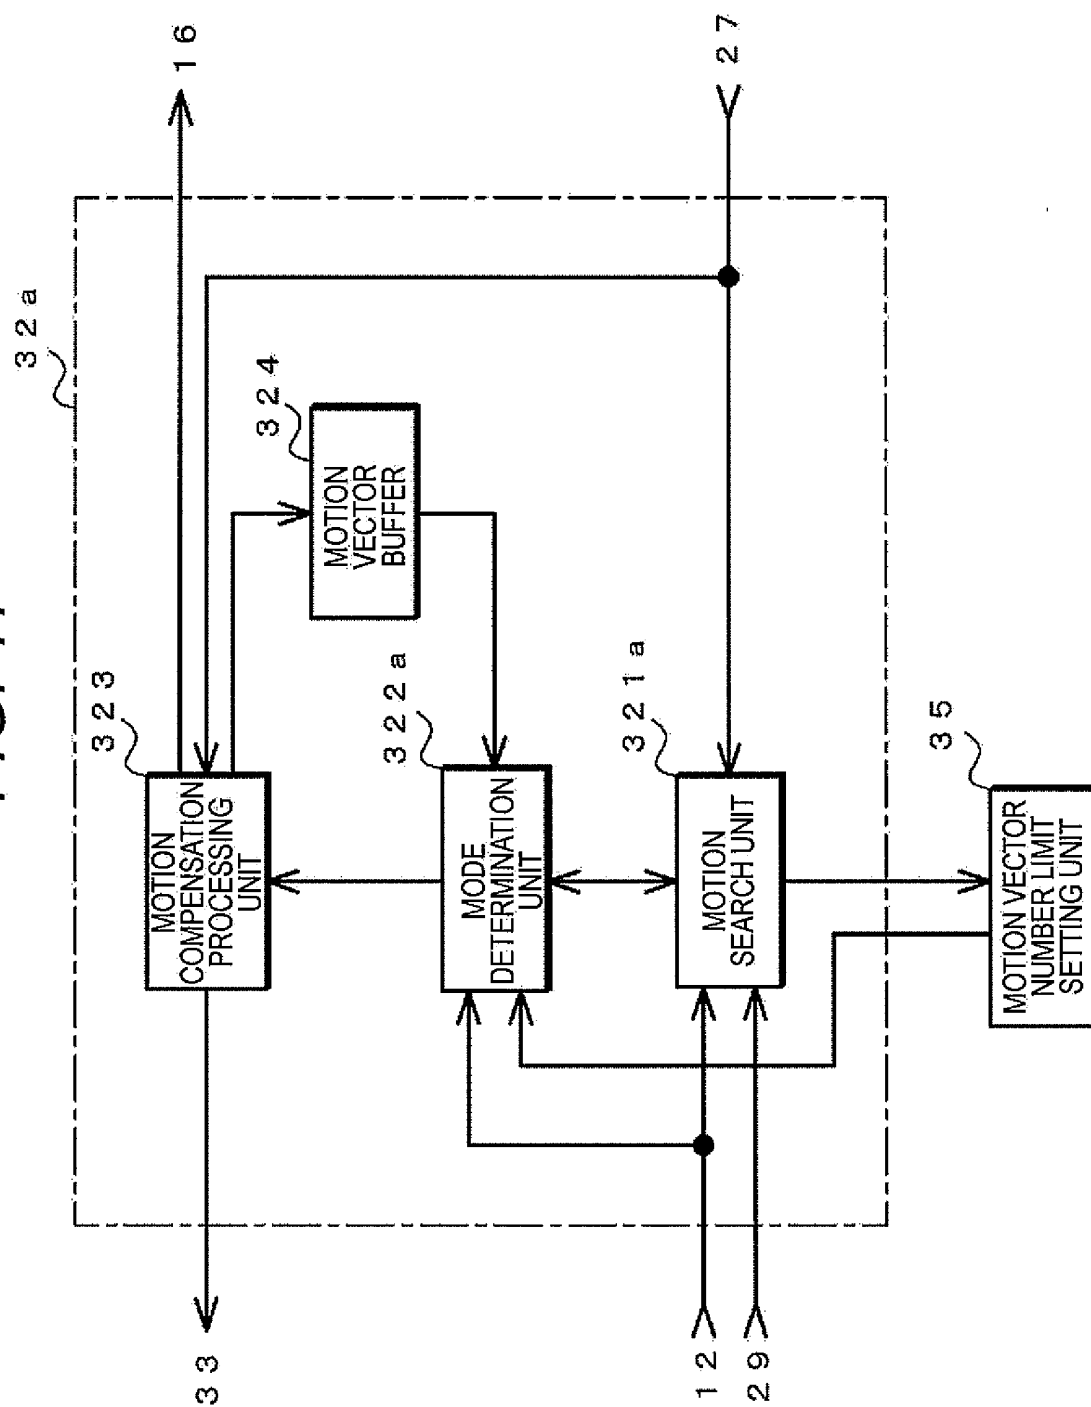 32a
16
27
323
MOTION
COMPENSATION
PROCESSING
UNIT
324
MOTION
VECTOR
BUFFER
322a
MODE
DETERMINATION
UNIT
321a
MOTION
SEARCH UNIT
35
MOTION VECTOR
NUMBER LIMIT
SETTING UNIT
33
12
29